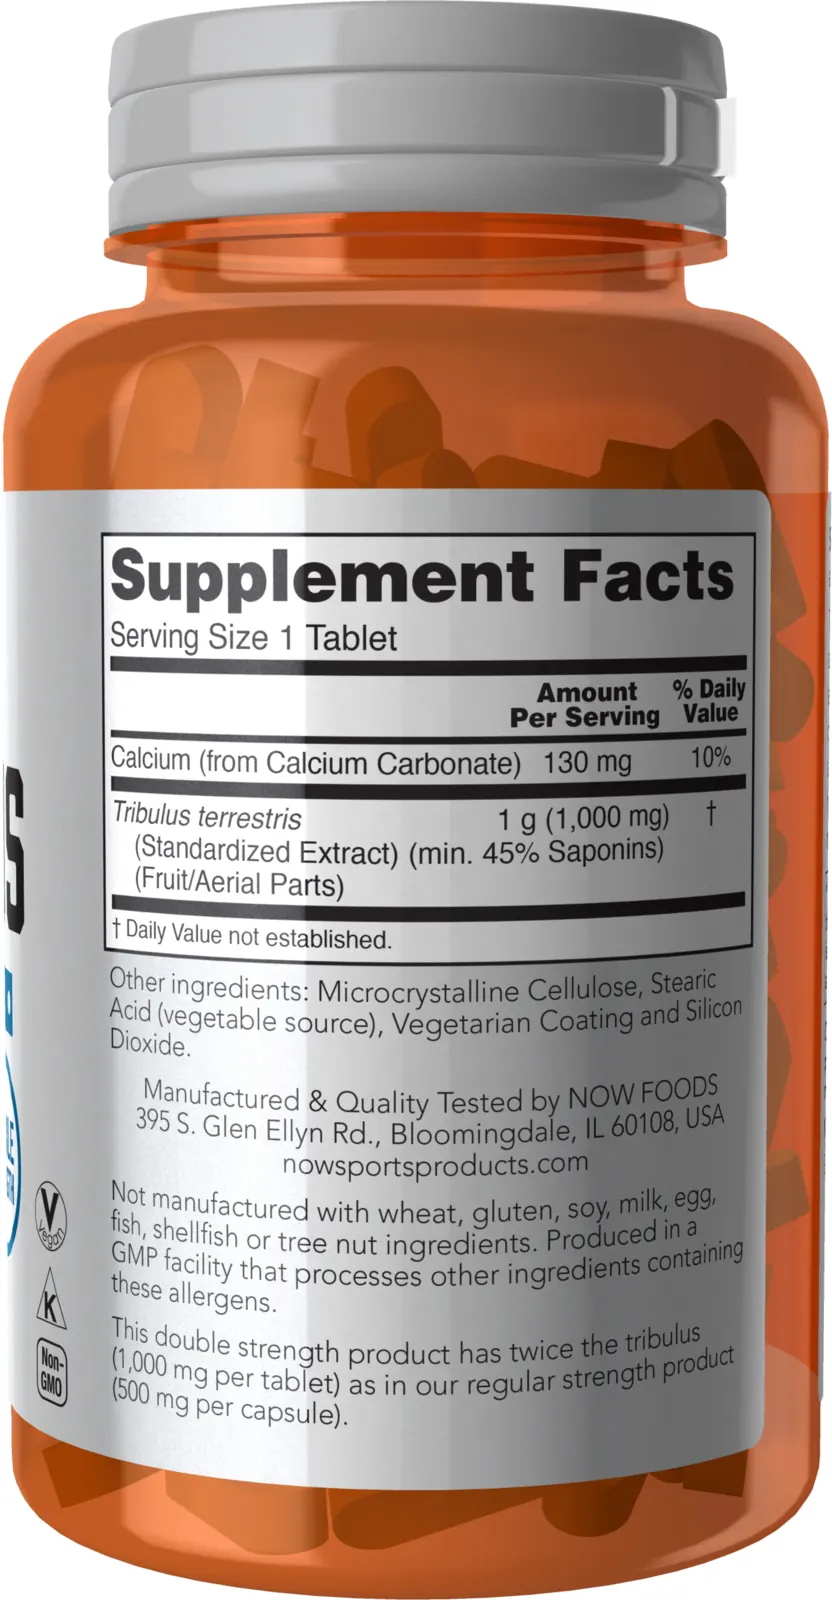 Supplement Facts
Serving Size 1 Tablet
Amount Per Serving
% Daily Value
Calcium (from Calcium Carbonate) 130 mg 10%
Tribulus terrestris 1 g (1,000 mg) †
(Standardized Extract) (min. 45% Saponins)
(Fruit/Aerial Parts)
† Daily Value not established.
Other ingredients: Microcrystalline Cellulose, Stearic
Acid (vegetable source), Vegetarian Coating and Silicon
Dioxide.
Manufactured & Quality Tested by NOW FOODS
395 S. Glen Ellyn Rd., Bloomingdale, IL 60108, USA
nowsportsproducts.com
Not manufactured with wheat, gluten, soy, milk, egg,
fish, shellfish or tree nut ingredients. Produced in a
GMP facility that processes other ingredients containing
these allergens.
This double strength product has twice the tribulus
(1,000 mg per tablet) as in our regular strength product
(500 mg per capsule).
V
Vegan
K
Non-
GMO